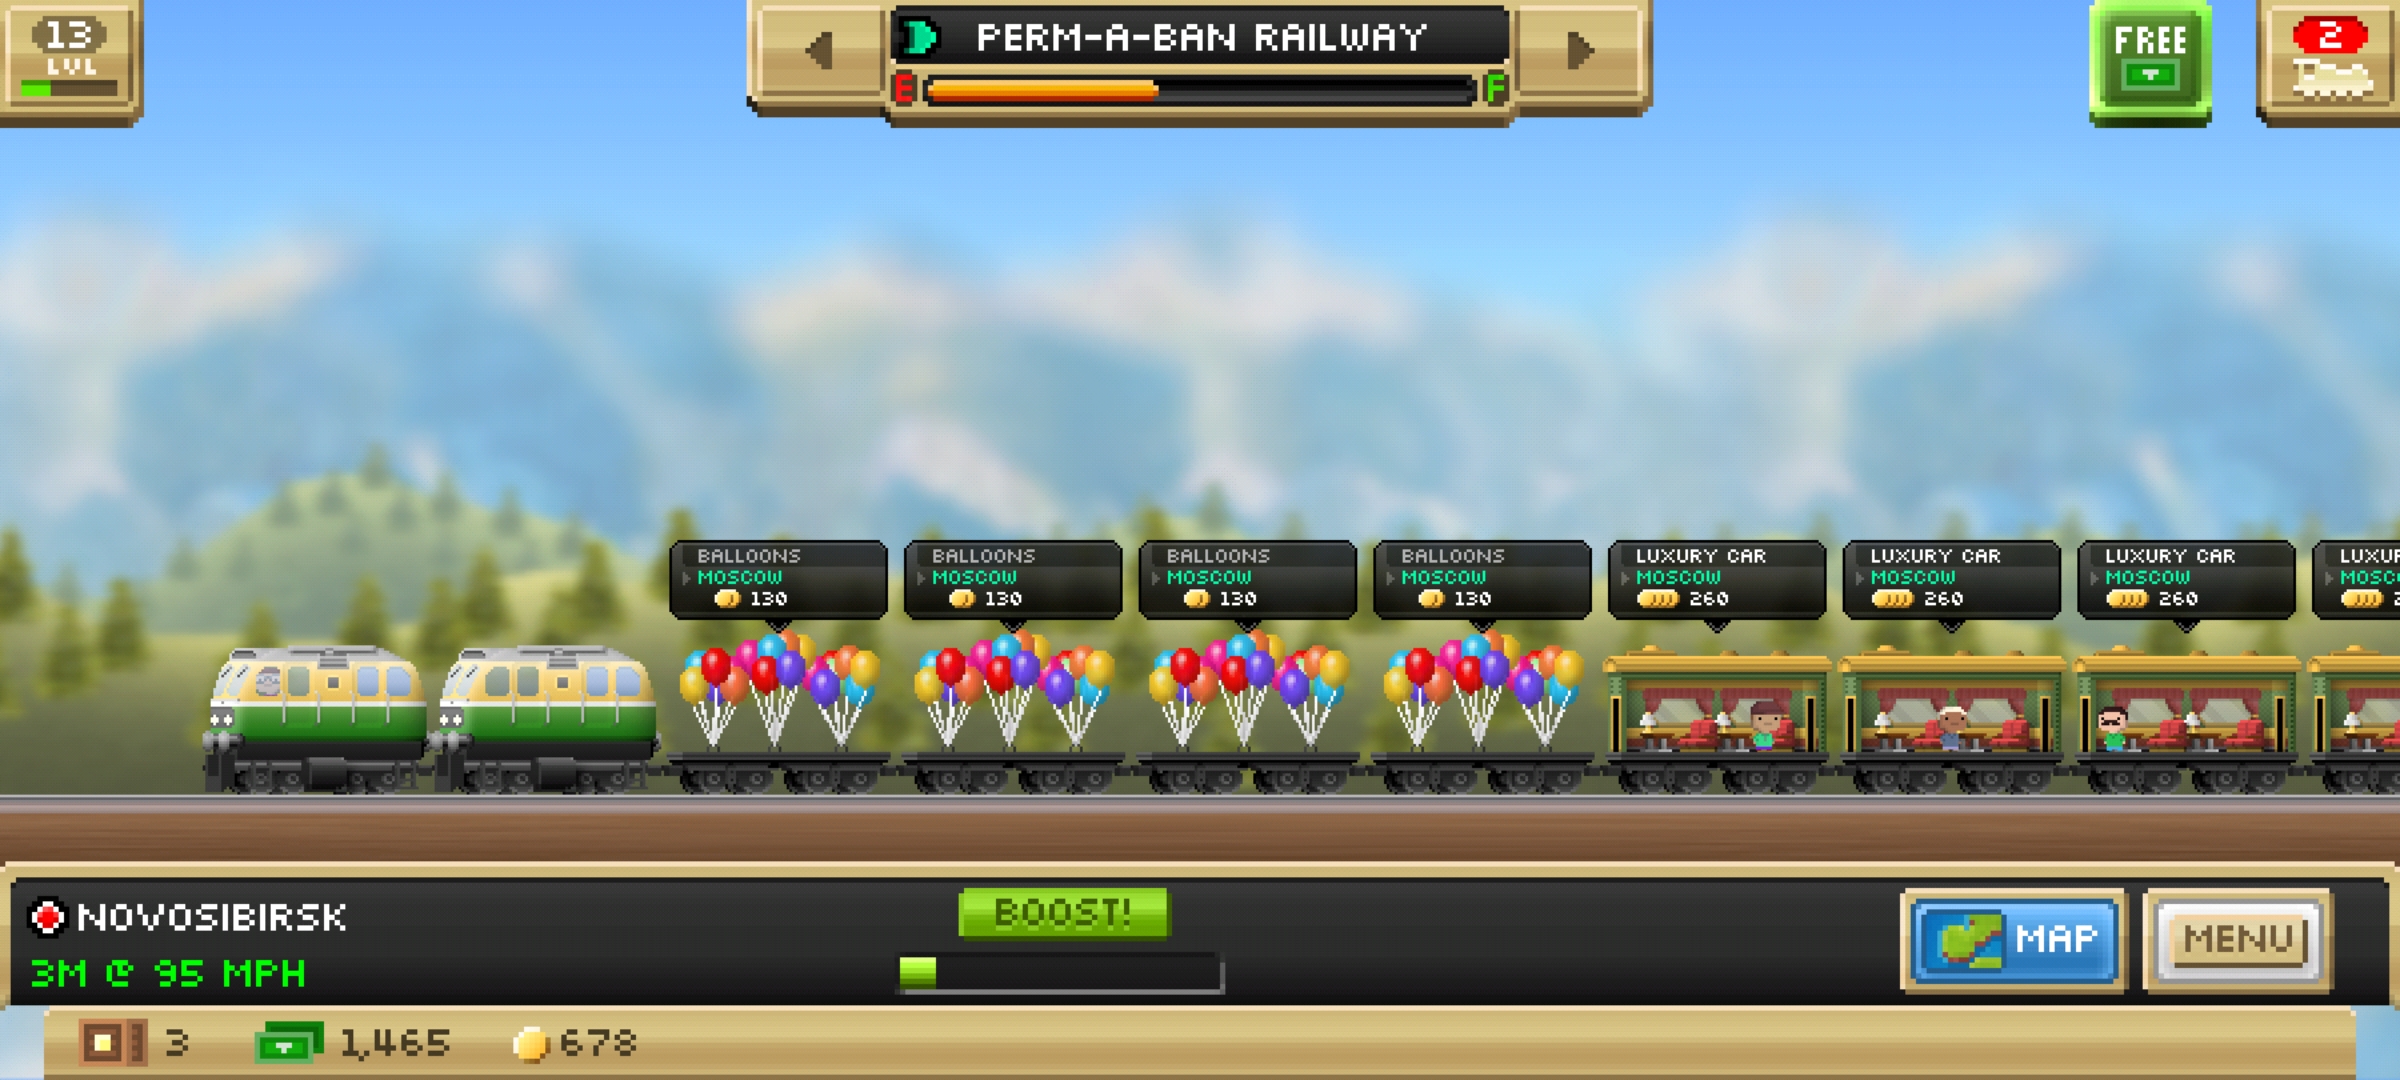 13
LVL
PERM-A-BAN RAILWAY
E F
FREE
2
BALLOONS
MOSCOW
130
BALLOONS
MOSCOW
130
BALLOONS
MOSCOW
130
BALLOONS
MOSCOW
130
LUXURY CAR
MOSCOW
260
LUXURY CAR
MOSCOW
260
LUXURY CAR
MOSCOW
260
NOVOSIBIRSK
3M @ 95 MPH
BOOST!
MAP
MENU
3
1,465
678